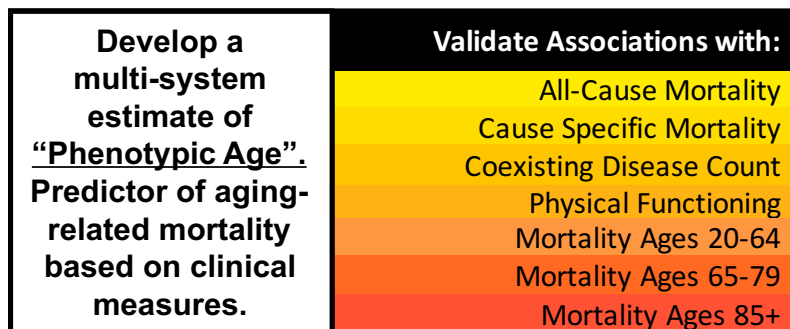 Develop a
multi-system
estimate of
“Phenotypic Age”.
Predictor of aging-
related mortality
based on clinical
measures.
Validate Associations with:
All-Cause Mortality
Cause Specific Mortality
Coexisting Disease Count
Physical Functioning
Mortality Ages 20-64
Mortality Ages 65-79
Mortality Ages 85+